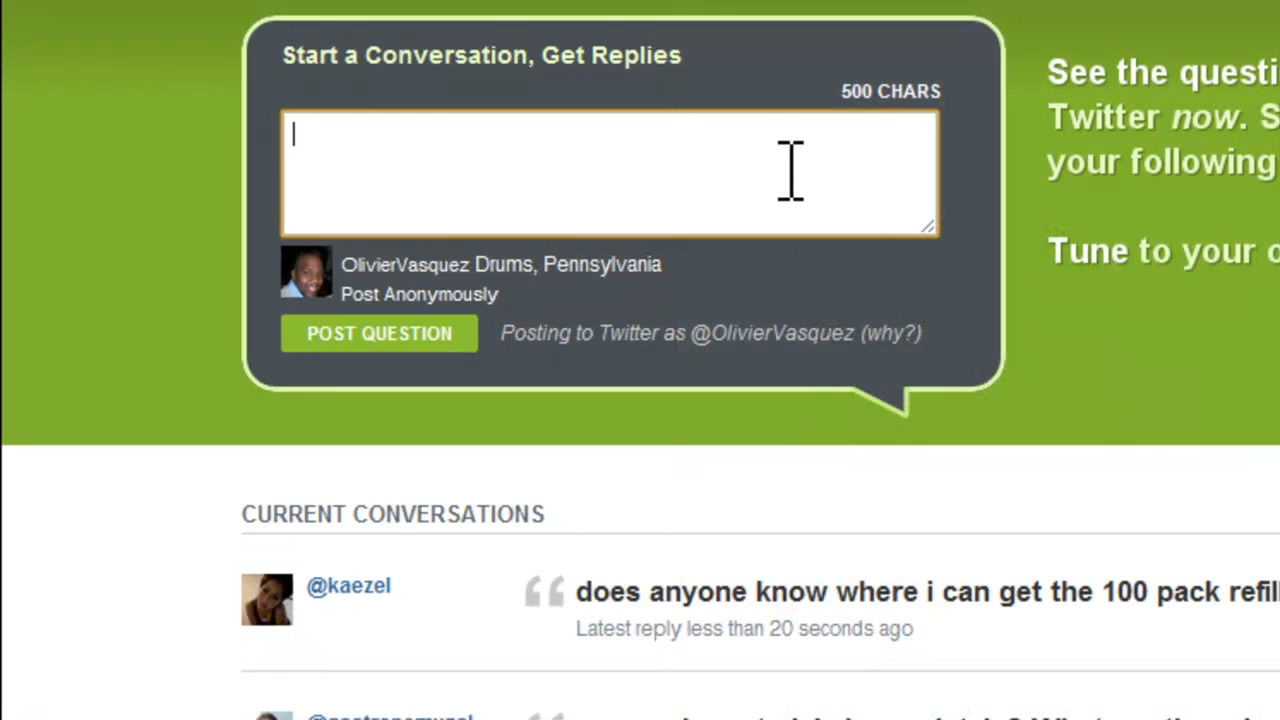 Start a Conversation, Get Replies
500 CHARS
See the questi
Twitter now. S
your following
Tune to your
OlivierVasquez Drums, Pennsylvania
Post Anonymously
POST QUESTION Posting to Twitter as @OlivierVasquez (why?)
CURRENT CONVERSATIONS
@kaezel
does anyone know where i can get the 100 pack refill
Latest reply less than 20 seconds ago